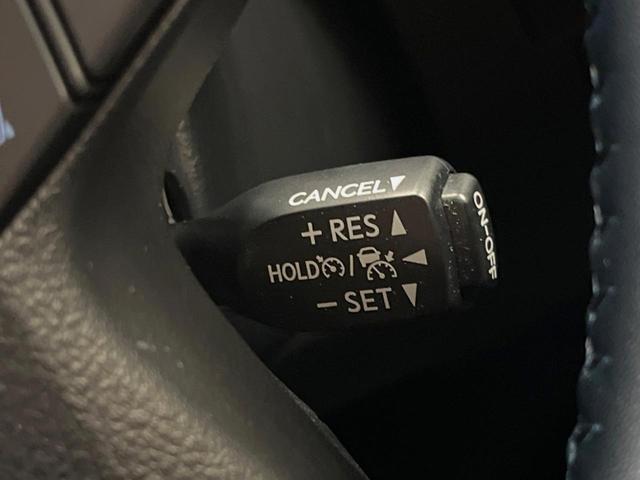 CANCEL▼
+ RES ▲
HOLD / ◀
- SET ▼
ON-OFF